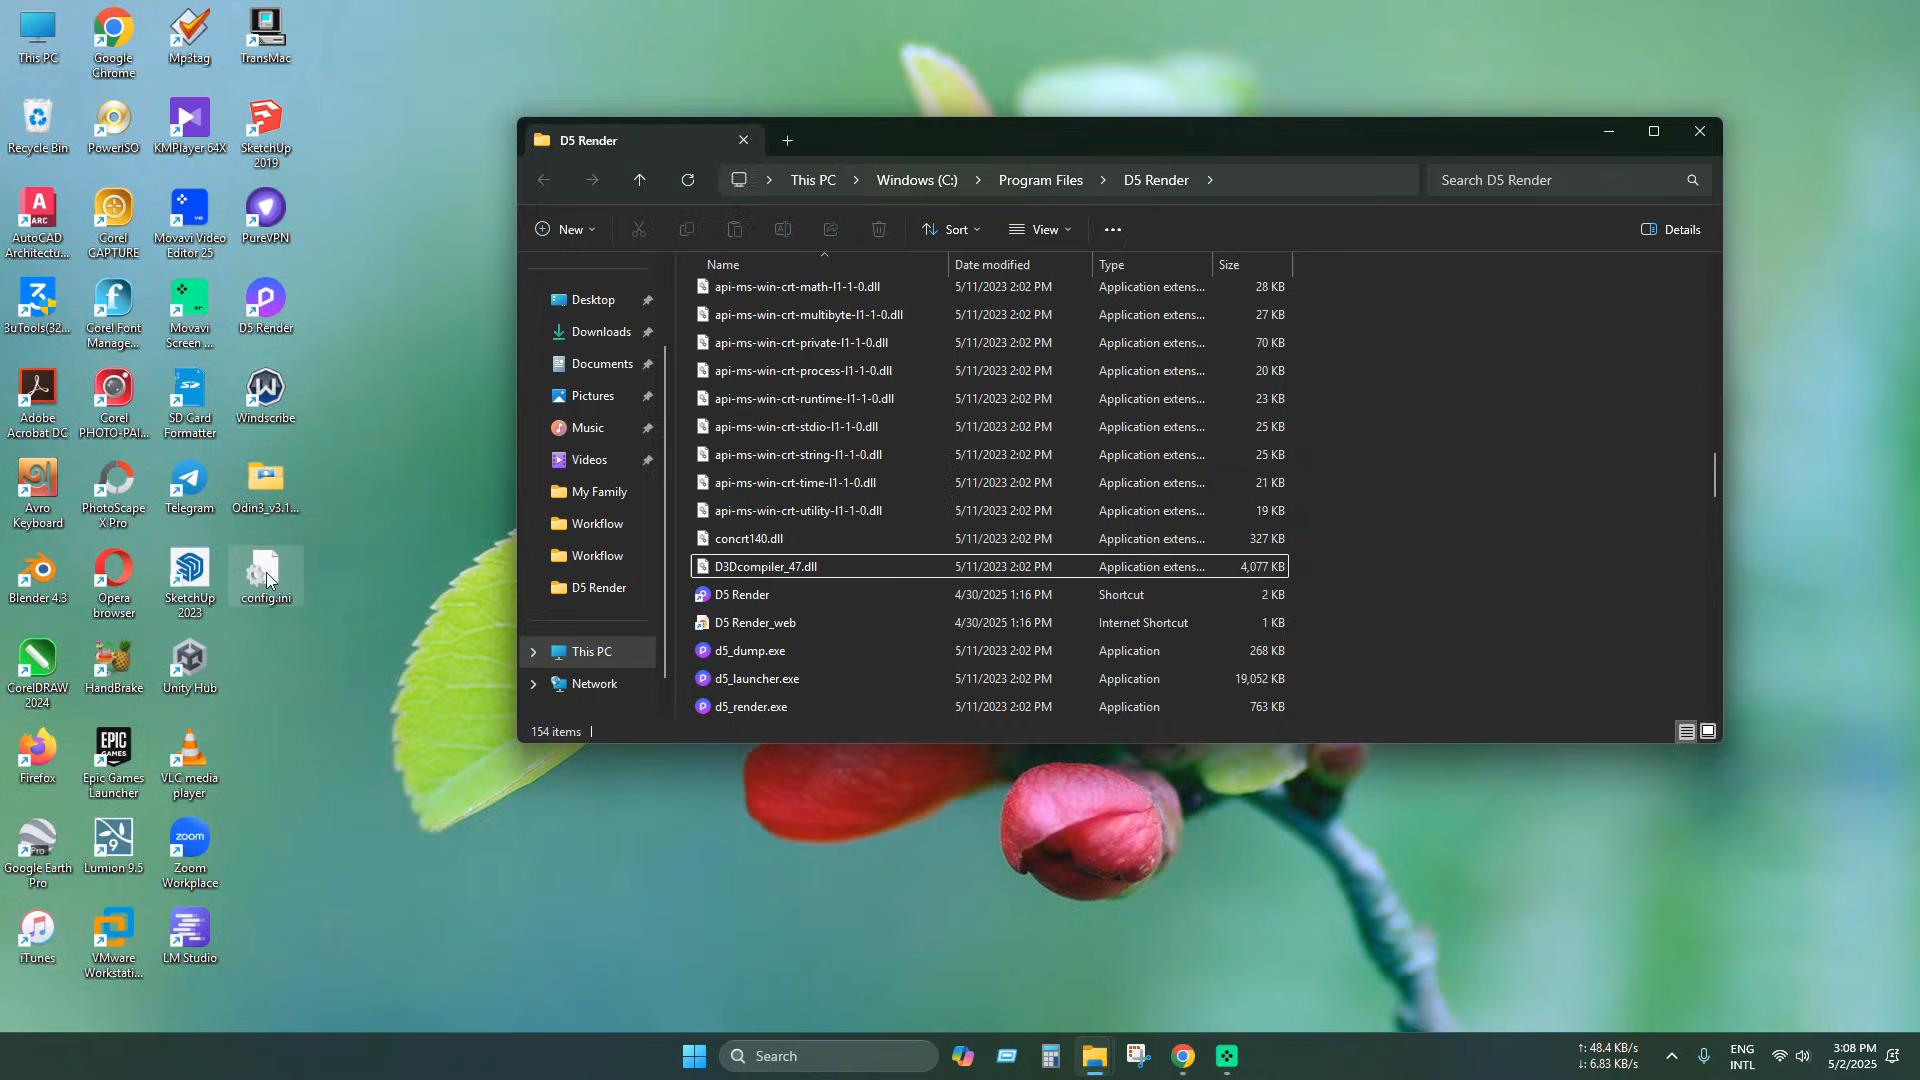 This PC
Google
Chrome
Mp3tag
TransMac
Recycle Bin
PowerISO
KMPlayer 64X
SketchUp
2019
AutoCAD
Architectu...
Corel
CAPTURE
Movavi Video
Editor 25
PureVPN
3uTools(32...
Corel Font
Manage...
Movavi
Screen ...
D5 Render
Adobe
Acrobat DC
Corel
PHOTO-PAI...
SD Card
Formatter
Windscribe
Avro
Keyboard
PhotoScape
X Pro
Telegram
Odin3_v3.1...
Blender 4.3
Opera
browser
SketchUp
2023
config.ini
CorelDRAW
2024
HandBrake
Unity Hub
Firefox
EPIC
GAMES
Epic Games
Launcher
VLC media
player
Google Earth
Pro
Lumion 9.5
zoom
Zoom
Workplace
iTunes
VMware
Workstati...
LM Studio
D5 Render
This PC > Windows (C:) > Program Files > D5 Render >
Search D5 Render
New
Sort
View
Details
Name Date modified Type Size
api-ms-win-crt-math-l1-1-0.dll 5/11/2023 2:02 PM Application extens... 28 KB
api-ms-win-crt-multibyte-l1-1-0.dll 5/11/2023 2:02 PM Application extens... 27 KB
api-ms-win-crt-private-l1-1-0.dll 5/11/2023 2:02 PM Application extens... 70 KB
api-ms-win-crt-process-l1-1-0.dll 5/11/2023 2:02 PM Application extens... 20 KB
api-ms-win-crt-runtime-l1-1-0.dll 5/11/2023 2:02 PM Application extens... 23 KB
api-ms-win-crt-stdio-l1-1-0.dll 5/11/2023 2:02 PM Application extens... 25 KB
api-ms-win-crt-string-l1-1-0.dll 5/11/2023 2:02 PM Application extens... 25 KB
api-ms-win-crt-time-l1-1-0.dll 5/11/2023 2:02 PM Application extens... 21 KB
api-ms-win-crt-utility-l1-1-0.dll 5/11/2023 2:02 PM Application extens... 19 KB
concrt140.dll 5/11/2023 2:02 PM Application extens... 327 KB
D3Dcompiler_47.dll 5/11/2023 2:02 PM Application extens... 4,077 KB
D5 Render 4/30/2025 1:16 PM Shortcut 2 KB
D5 Render_web 4/30/2025 1:16 PM Internet Shortcut 1 KB
d5_dump.exe 5/11/2023 2:02 PM Application 268 KB
d5_launcher.exe 5/11/2023 2:02 PM Application 19,052 KB
d5_render.exe 5/11/2023 2:02 PM Application 763 KB
Desktop
Downloads
Documents
Pictures
Music
Videos
My Family
Workflow
Workflow
D5 Render
This PC
Network
154 items
Search
↑: 48.4 KB/s
↓: 6.83 KB/s
ENG
INTL
3:08 PM
5/2/2025